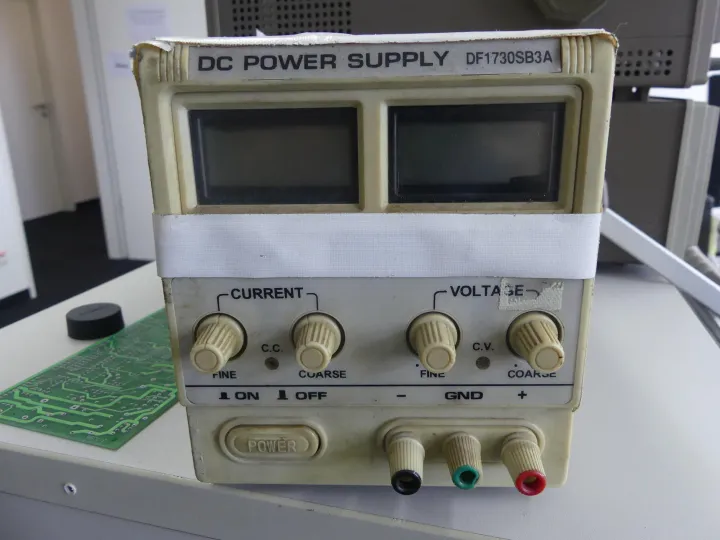 DC POWER SUPPLY DF1730SB3A
CURRENT VOLTAGE
C.C. C.V.
FINE COARSE FINE COARSE
ON OFF - GND +
POWER